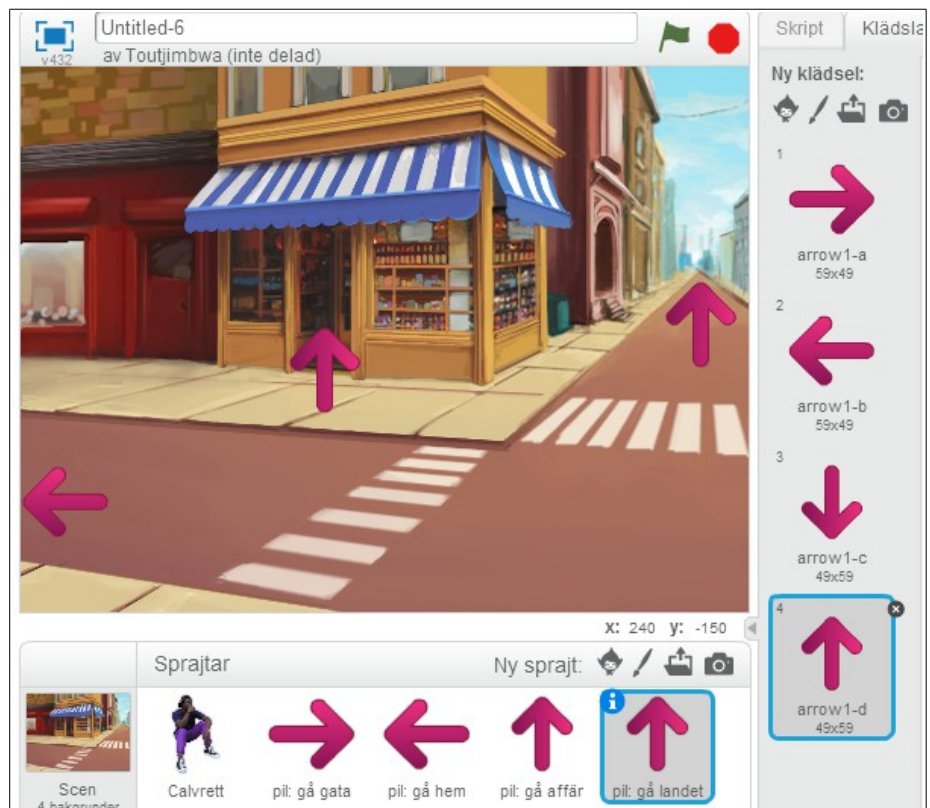 Untitled-6
v432
av Toutjimbwa (inte delad)
Skript
Klädsla
Ny klädsel:
1
arrow1-a
59x49
2
arrow1-b
59x49
3
arrow1-c
49x59
4
arrow1-d
49x59
x: 240 y: -150
Sprajtar
Ny sprajt:
Scen
4 bakgrunder
Calvrett
pil: gå gata
pil: gå hem
pil: gå affär
pil: gå landet